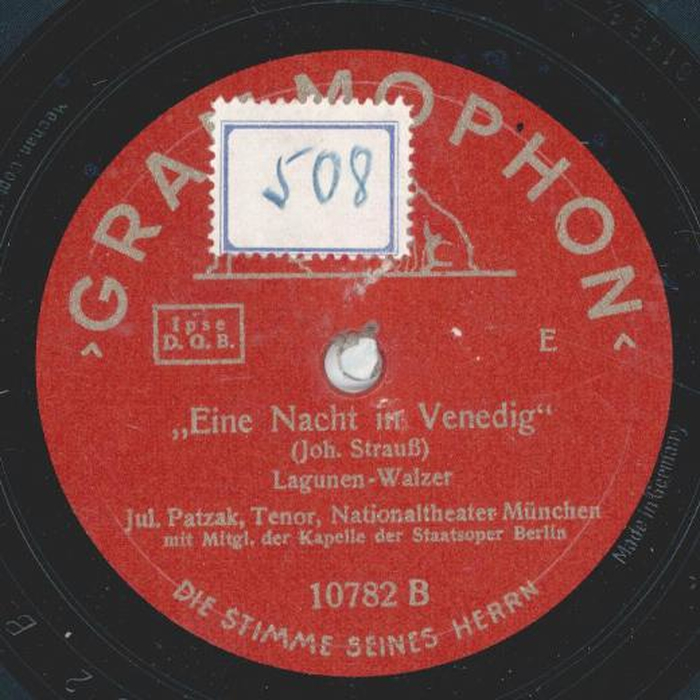 GRAMMOPHON
508
Ipse
D. Q. B.
E
„Eine Nacht in Venedig“
(Joh. Strauß)
Lagunen-Walzer
Jul. Patzak, Tenor, Nationaltheater München
mit Mitgl. der Kapelle der Staatsoper Berlin
10782 B
DIE STIMME SEINES HERRN
Made in Germany